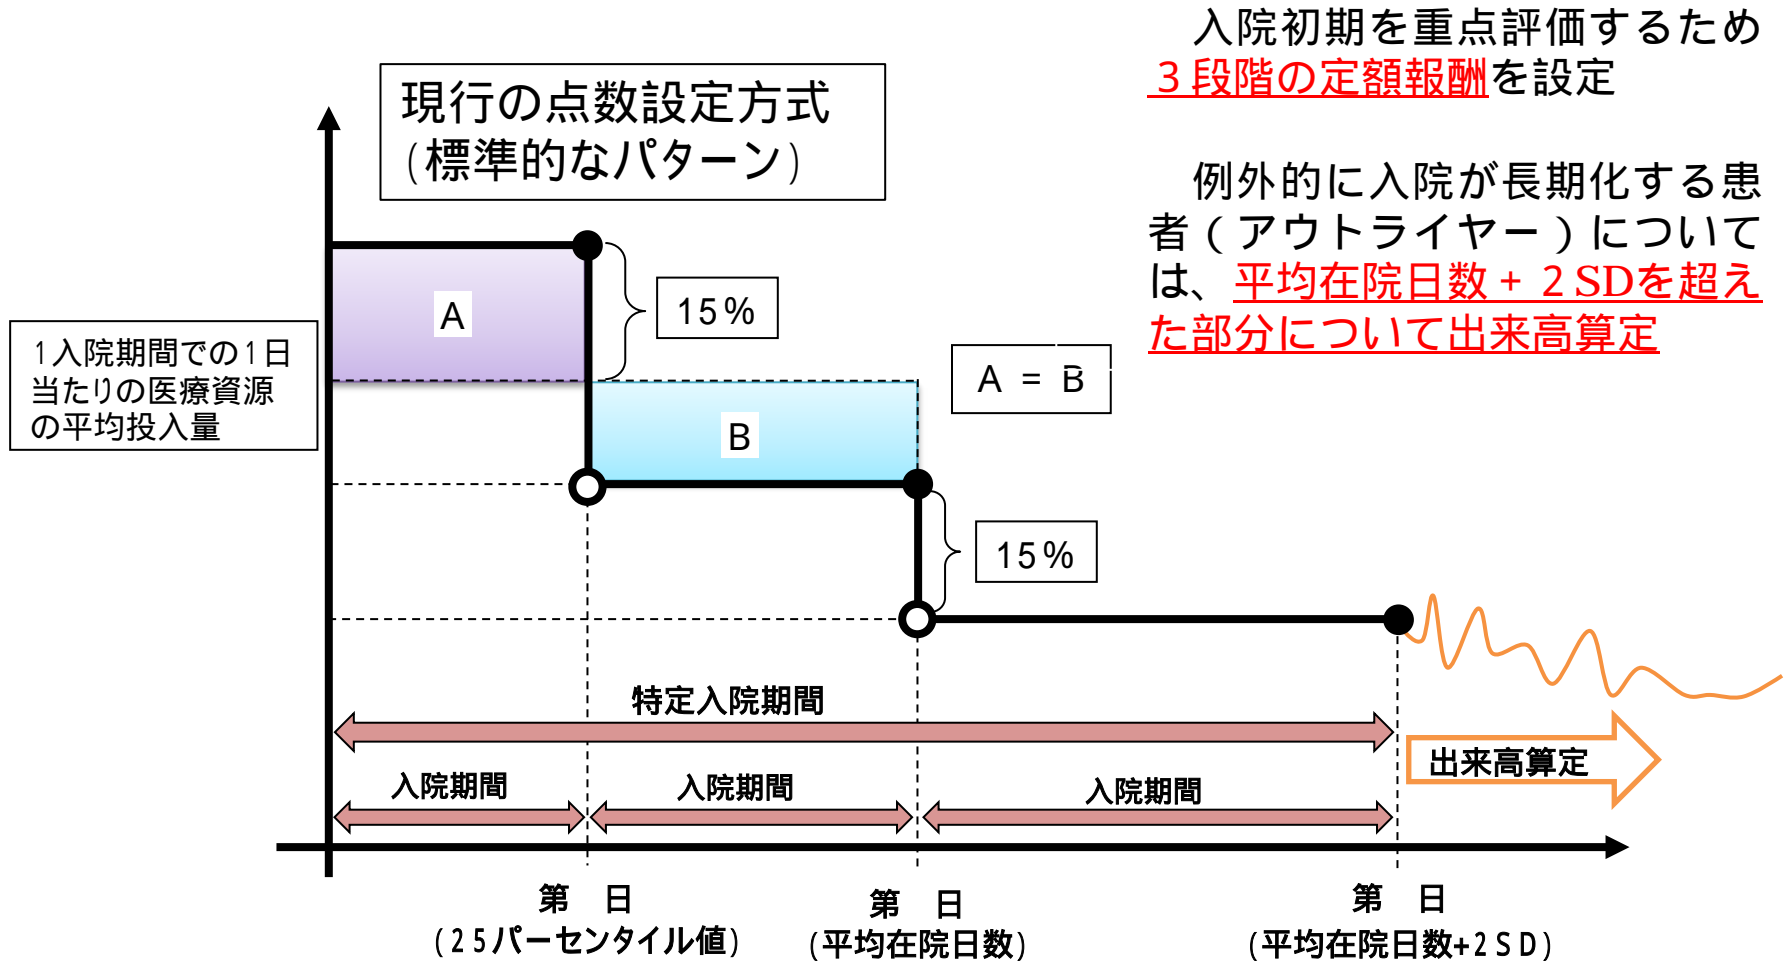 入院初期を重点評価するため
３段階の定額報酬を設定
例外的に入院が長期化する患
者（アウトライヤー）について
は、平均在院日数＋２SDを超え
た部分について出来高算定
現行の点数設定方式
(標準的なパターン)
A
15%
1入院期間での1日
当たりの医療資源
の平均投入量
A = B
B
15%
特定入院期間
出来高算定
入院期間
入院期間
入院期間
第　日
(25パーセンタイル値)
第　日
(平均在院日数)
第　日
(平均在院日数+2SD)